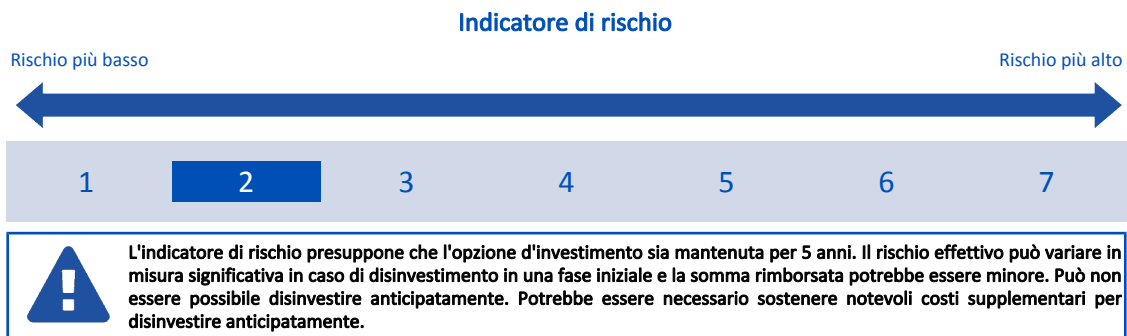 Indicatore di rischio
Rischio più basso
Rischio più alto
1 2 3 4 5 6 7
L'indicatore di rischio presuppone che l'opzione d'investimento sia mantenuta per 5 anni. Il rischio effettivo può variare in
misura significativa in caso di disinvestimento in una fase iniziale e la somma rimborsata potrebbe essere minore. Può non
essere possibile disinvestire anticipatamente. Potrebbe essere necessario sostenere notevoli costi supplementari per
disinvestire anticipatamente.